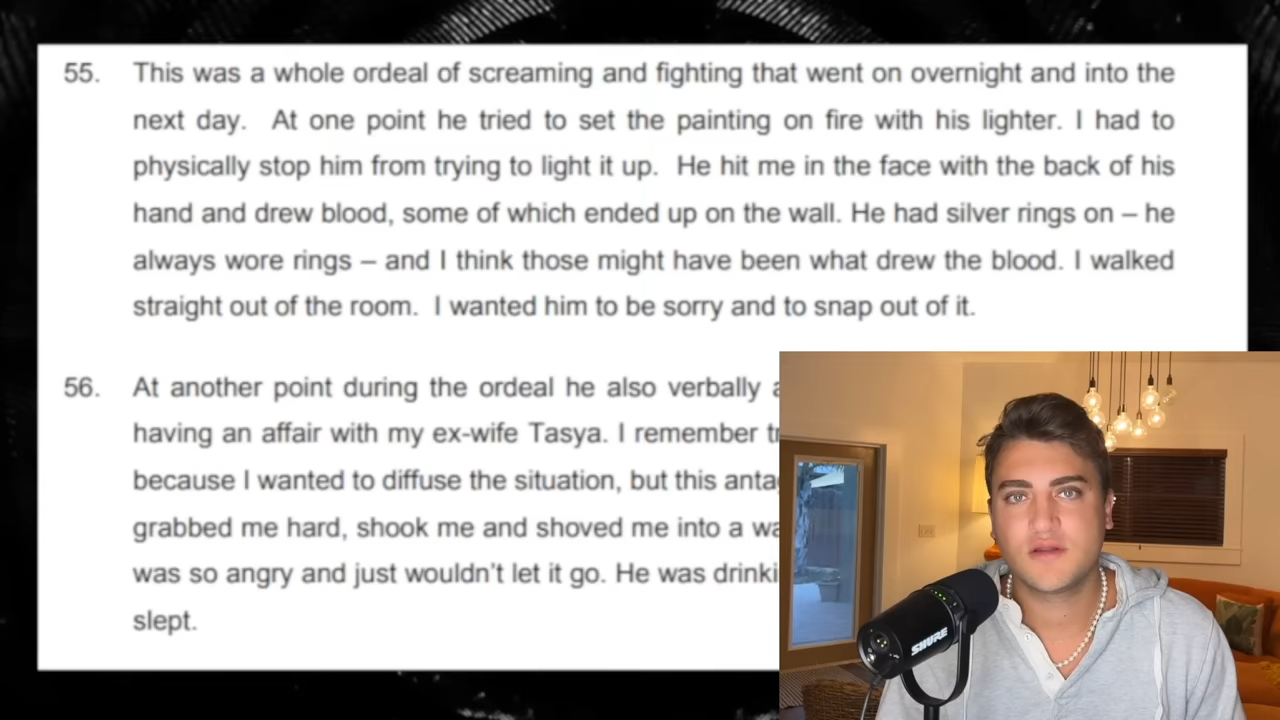 55. This was a whole ordeal of screaming and fighting that went on overnight and into the
next day. At one point he tried to set the painting on fire with his lighter. I had to
physically stop him from trying to light it up. He hit me in the face with the back of his
hand and drew blood, some of which ended up on the wall. He had silver rings on – he
always wore rings – and I think those might have been what drew the blood. I walked
straight out of the room. I wanted him to be sorry and to snap out of it.
56. At another point during the ordeal he also verbally
having an affair with my ex-wife Tasya. I remember
because I wanted to diffuse the situation, but this
grabbed me hard, shook me and shoved me into a
was so angry and just wouldn't let it go. He was
slept.
SHURE